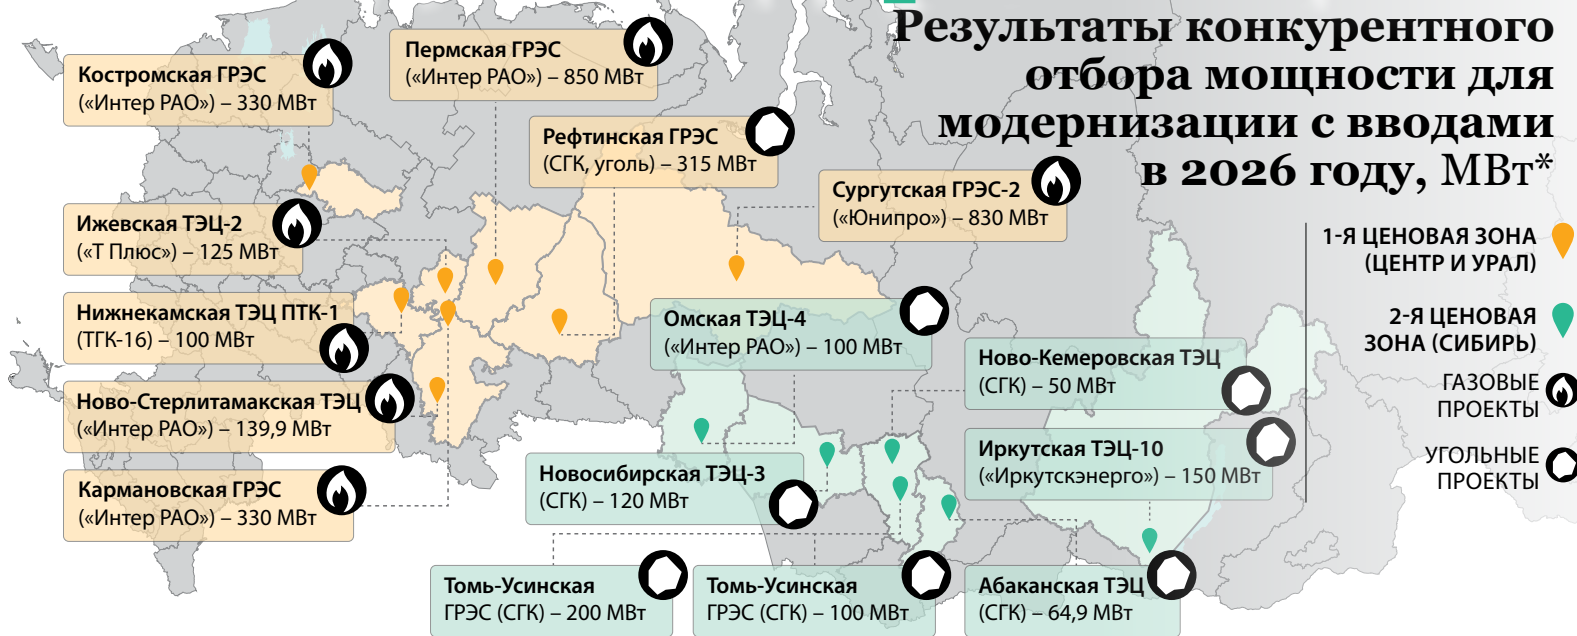 Результаты конкурентного
отбора мощности для
модернизации с вводами
в 2026 году, МВт*
Костромская ГРЭС
(«Интер РАО») – 330 МВт
Пермская ГРЭС
(«Интер РАО») – 850 МВт
Рефтинская ГРЭС
(СГК, уголь) – 315 МВт
Сургутская ГРЭС-2
(«Юнипро») – 830 МВт
Ижевская ТЭЦ-2
(«Т Плюс») – 125 МВт
Нижнекамская ТЭЦ ПТК-1
(ТГК-16) – 100 МВт
Ново-Стерлитамакская ТЭЦ
(«Интер РАО») – 139,9 МВт
Кармановская ГРЭС
(«Интер РАО») – 330 МВт
Омская ТЭЦ-4
(«Интер РАО») – 100 МВт
Ново-Кемеровская ТЭЦ
(СГК) – 50 МВт
Новосибирская ТЭЦ-3
(СГК) – 120 МВт
Иркутская ТЭЦ-10
(«Иркутскэнерго») – 150 МВт
Томь-Усинская
ГРЭС (СГК) – 200 МВт
Томь-Усинская
ГРЭС (СГК) – 100 МВт
Абаканская ТЭЦ
(СГК) – 64,9 МВт
1-Я ЦЕНОВАЯ ЗОНА
(ЦЕНТР И УРАЛ)
2-Я ЦЕНОВАЯ
ЗОНА (СИБИРЬ)
ГАЗОВЫЕ
ПРОЕКТЫ
УГОЛЬНЫЕ
ПРОЕКТЫ